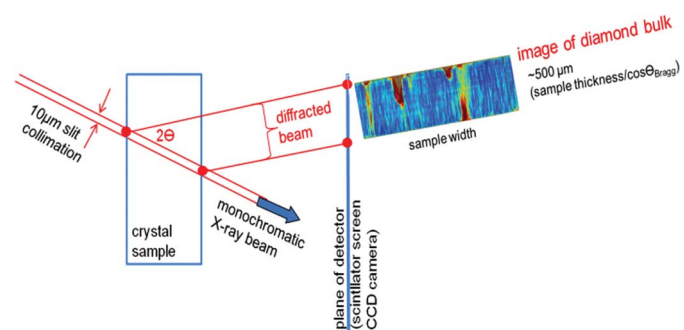 image of diamond bulk
~500 µm
(sample thickness/cosΘBragg)
10µm slit
collimation
2Θ
diffracted
beam
sample width
monochromatic
X-ray beam
crystal
sample
plane of detector
(scintllator screen
CCD camera)